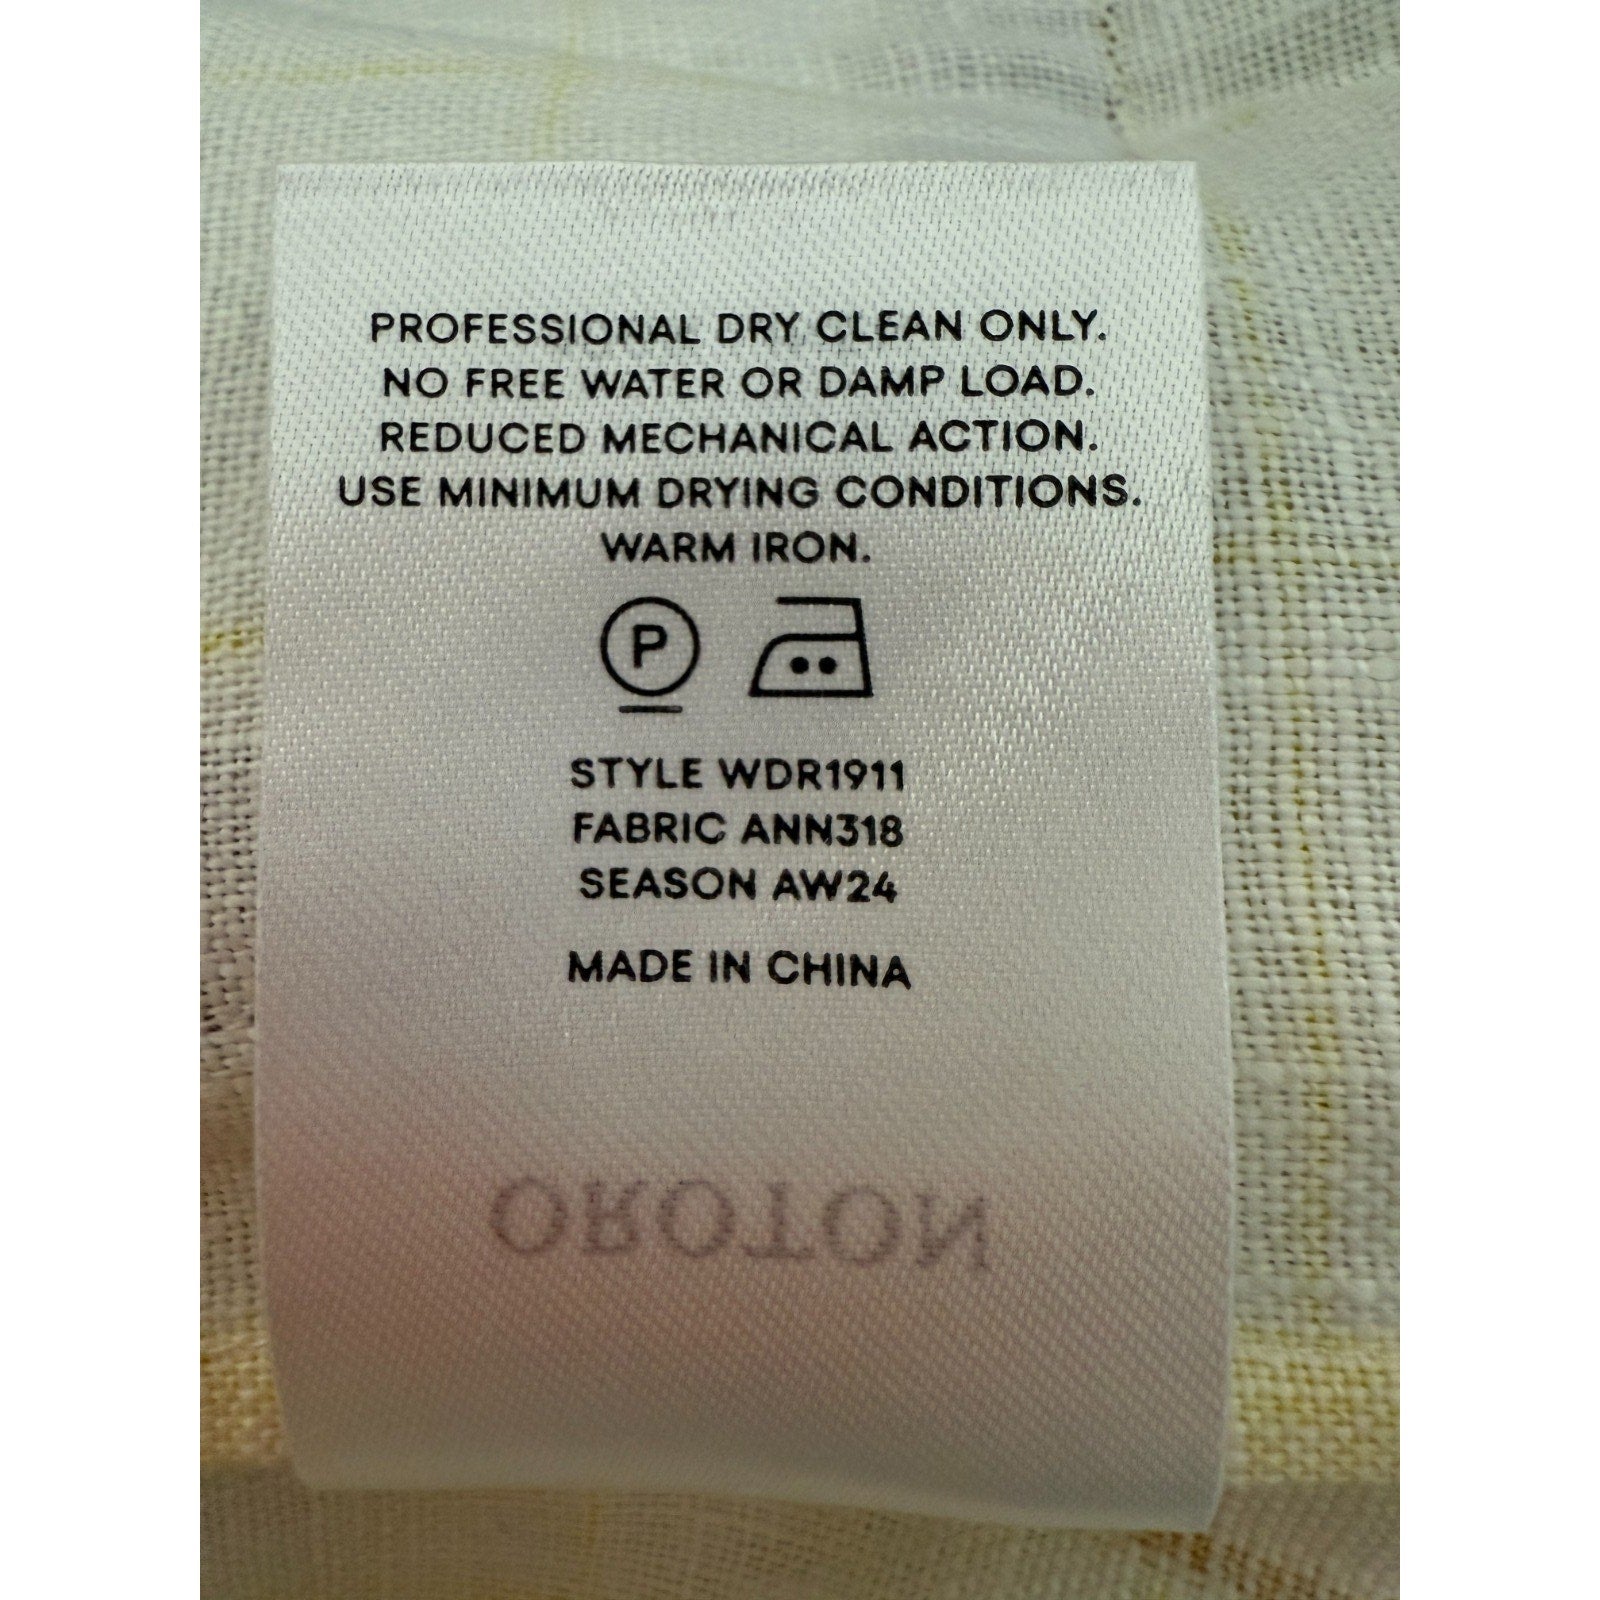 PROFESSIONAL DRY CLEAN ONLY.
NO FREE WATER OR DAMP LOAD.
REDUCED MECHANICAL ACTION.
USE MINIMUM DRYING CONDITIONS.
WARM IRON.
P
STYLE WDR1911
FABRIC ANN318
SEASON AW24
MADE IN CHINA
OROTON